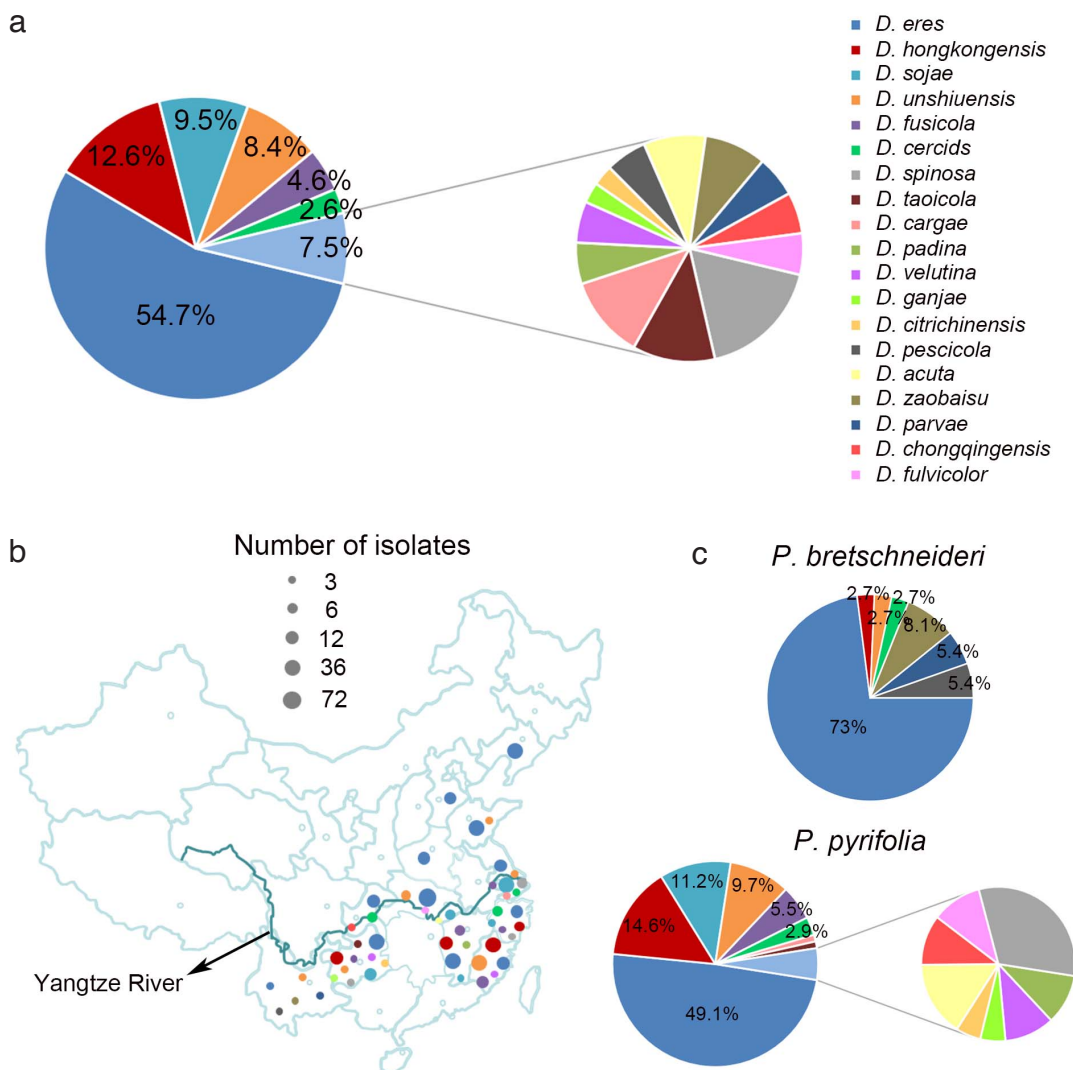 a
12.6%
9.5%
8.4%
4.6%
2.6%
7.5%
54.7%
D. eres
D. hongkongensis
D. sojae
D. unshiuensis
D. fusicola
D. cercids
D. spinosa
D. taoicola
D. cargae
D. padina
D. velutina
D. ganjae
D. citrichinensis
D. pescicola
D. acuta
D. zaobaisu
D. parvae
D. chongqingensis
D. fulvicolor
b
Number of isolates
3
6
12
36
72
Yangtze River
c
P. bretschneideri
2.7%
2.7%
2.7%
8.1%
5.4%
5.4%
73%
P. pyrifolia
14.6%
11.2%
9.7%
5.5%
2.9%
49.1%